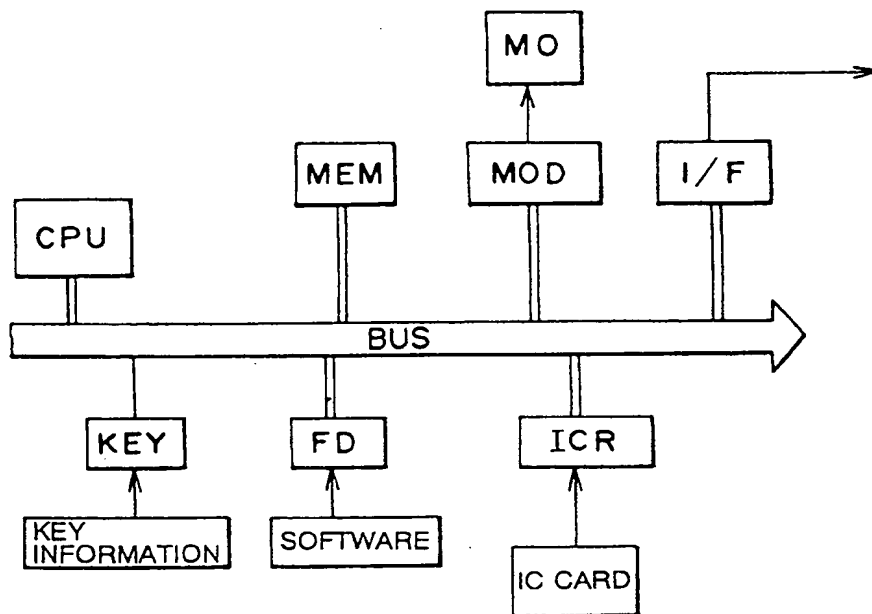 MO
MEM
MOD
I/F
CPU
BUS
KEY
FD
ICR
KEY
INFORMATION
SOFTWARE
IC CARD